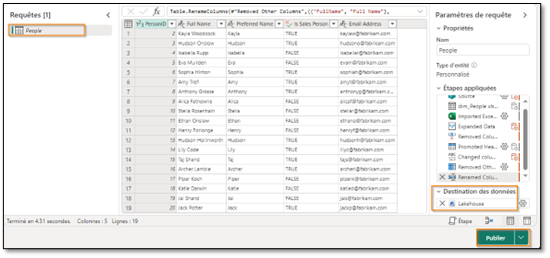 Requêtes [1]
People
Table.RenameColumns(#"Removed Other Columns",{{"FullName", "Full Name"},
PersonID Full Name Preferred Name Is Sales Person Email Address
1 2 Kayla Woodcock Kayla TRUE kaylaw@fabrikam.com
2 3 Hudson Onslow Hudson TRUE hudsono@fabrikam.com
3 4 Isabella Rupp Isabella FALSE isabellar@fabrikam.com
4 5 Eva Muirden Eva FALSE evam@fabrikam.com
5 6 Sophia Hinton Sophia TRUE sophiah@fabrikam.com
6 7 Amy Trefl Amy TRUE amyt@fabrikam.com
7 8 Anthony Grosse Anthony TRUE anthonyg@fabrikam.c...
8 9 Alica Fatnowna Alica FALSE alicaf@fabrikam.com
9 10 Stella Rosenhain Stella FALSE stellar@fabrikam.com
10 11 Ethan Onslow Ethan FALSE ethano@fabrikam.com
11 12 Henry Forlonge Henry FALSE henryf@fabrikam.com
12 13 Hudson Hollinworth Hudson TRUE hudsonh@fabrikam.com
13 14 Lily Code Lily TRUE lilyc@fabrikam.com
14 15 Taj Shand Taj TRUE tajs@fabrikam.com
15 16 Archer Lamble Archer TRUE archerl@fabrikam.com
16 17 Piper Koch Piper FALSE piperk@fabrikam.com
17 18 Katie Darwin Katie FALSE katied@fabrikam.com
18 19 Jai Shand Jai FALSE jais@fabrikam.com
19 20 Jack Potter Jack TRUE jackp@fabrikam.com
Paramètres de requête
Propriétés
Nom
People
Type d'entité
Personnalisé
Étapes appliquées
Source
dim_People sh...
Imported Exce...
Expanded Data
Removed Colu...
Promoted Hea...
Changed colu...
Removed Colu...
Renamed Colu...
Destination des données
Lakehouse
Terminé en 4.51 secondes. Colonnes : 5 Lignes : 19
Étape
Publier